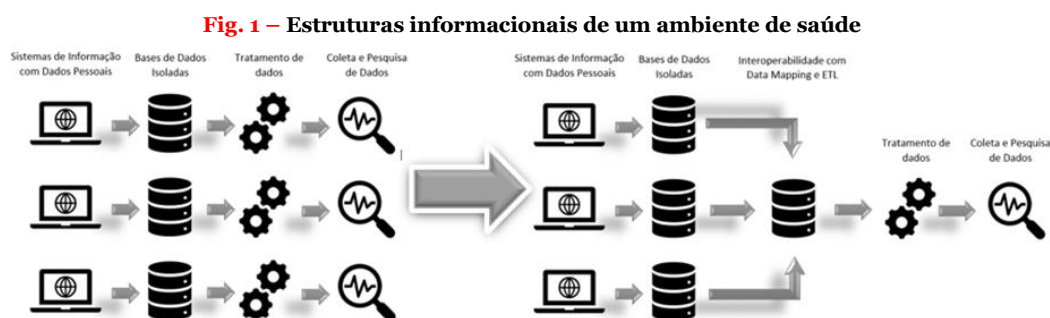 Fig. 1 – Estruturas informacionais de um ambiente de saúde
Sistemas de Informação
com Dados Pessoais
Bases de Dados
Isoladas
Tratamento de
dados
Coleta e Pesquisa
de Dados
Sistemas de Informação
com Dados Pessoais
Bases de Dados
Isoladas
Interoperabilidade com
Data Mapping e ETL
Tratamento de
dados
Coleta e Pesquisa
de Dados